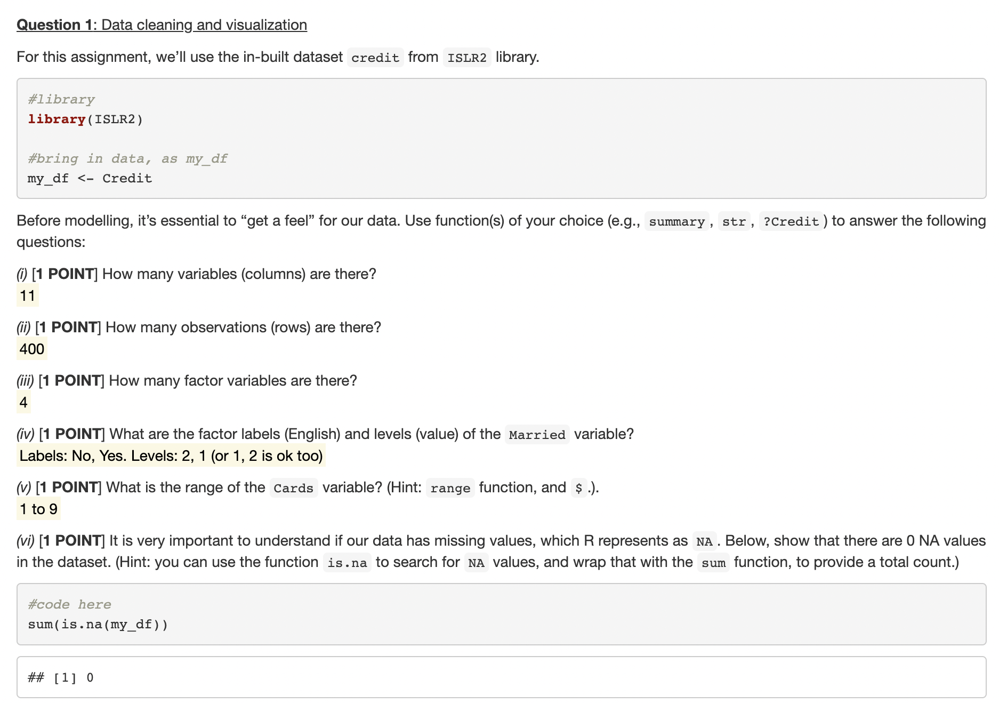 Question 1: Data cleaning and visualization
For this assignment, we’ll use the in-built dataset credit from ISLR2 library.
#library
library(ISLR2)
#bring in data, as my_df
my_df <- Credit
Before modelling, it’s essential to “get a feel” for our data. Use function(s) of your choice (e.g., summary, str, ?Credit) to answer the following
questions:
(i) [1 POINT] How many variables (columns) are there?
11
(ii) [1 POINT] How many observations (rows) are there?
400
(iii) [1 POINT] How many factor variables are there?
4
(iv) [1 POINT] What are the factor labels (English) and levels (value) of the Married variable?
Labels: No, Yes. Levels: 2, 1 (or 1, 2 is ok too)
(v) [1 POINT] What is the range of the Cards variable? (Hint: range function, and $.).
1 to 9
(vi) [1 POINT] It is very important to understand if our data has missing values, which R represents as NA. Below, show that there are 0 NA values
in the dataset. (Hint: you can use the function is.na to search for NA values, and wrap that with the sum function, to provide a total count.)
#code here
sum(is.na(my_df))
## [1] 0